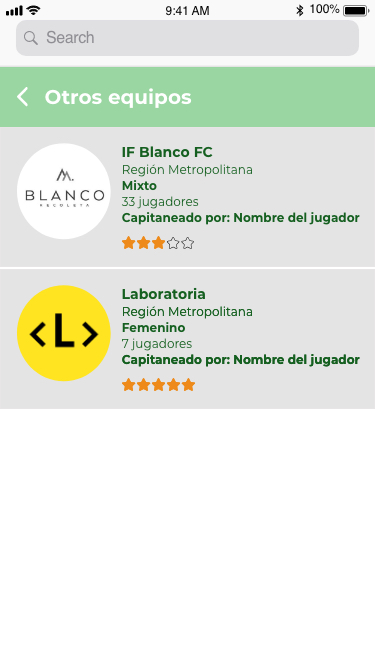 9:41 AM
100%
Search
Otros equipos
IF Blanco FC
Región Metropolitana
Mixto
33 jugadores
Capitaneado por: Nombre del jugador
M.
BLANCO
RECOLETA
Laboratoria
Región Metropolitana
Femenino
7 jugadores
Capitaneado por: Nombre del jugador
<L>